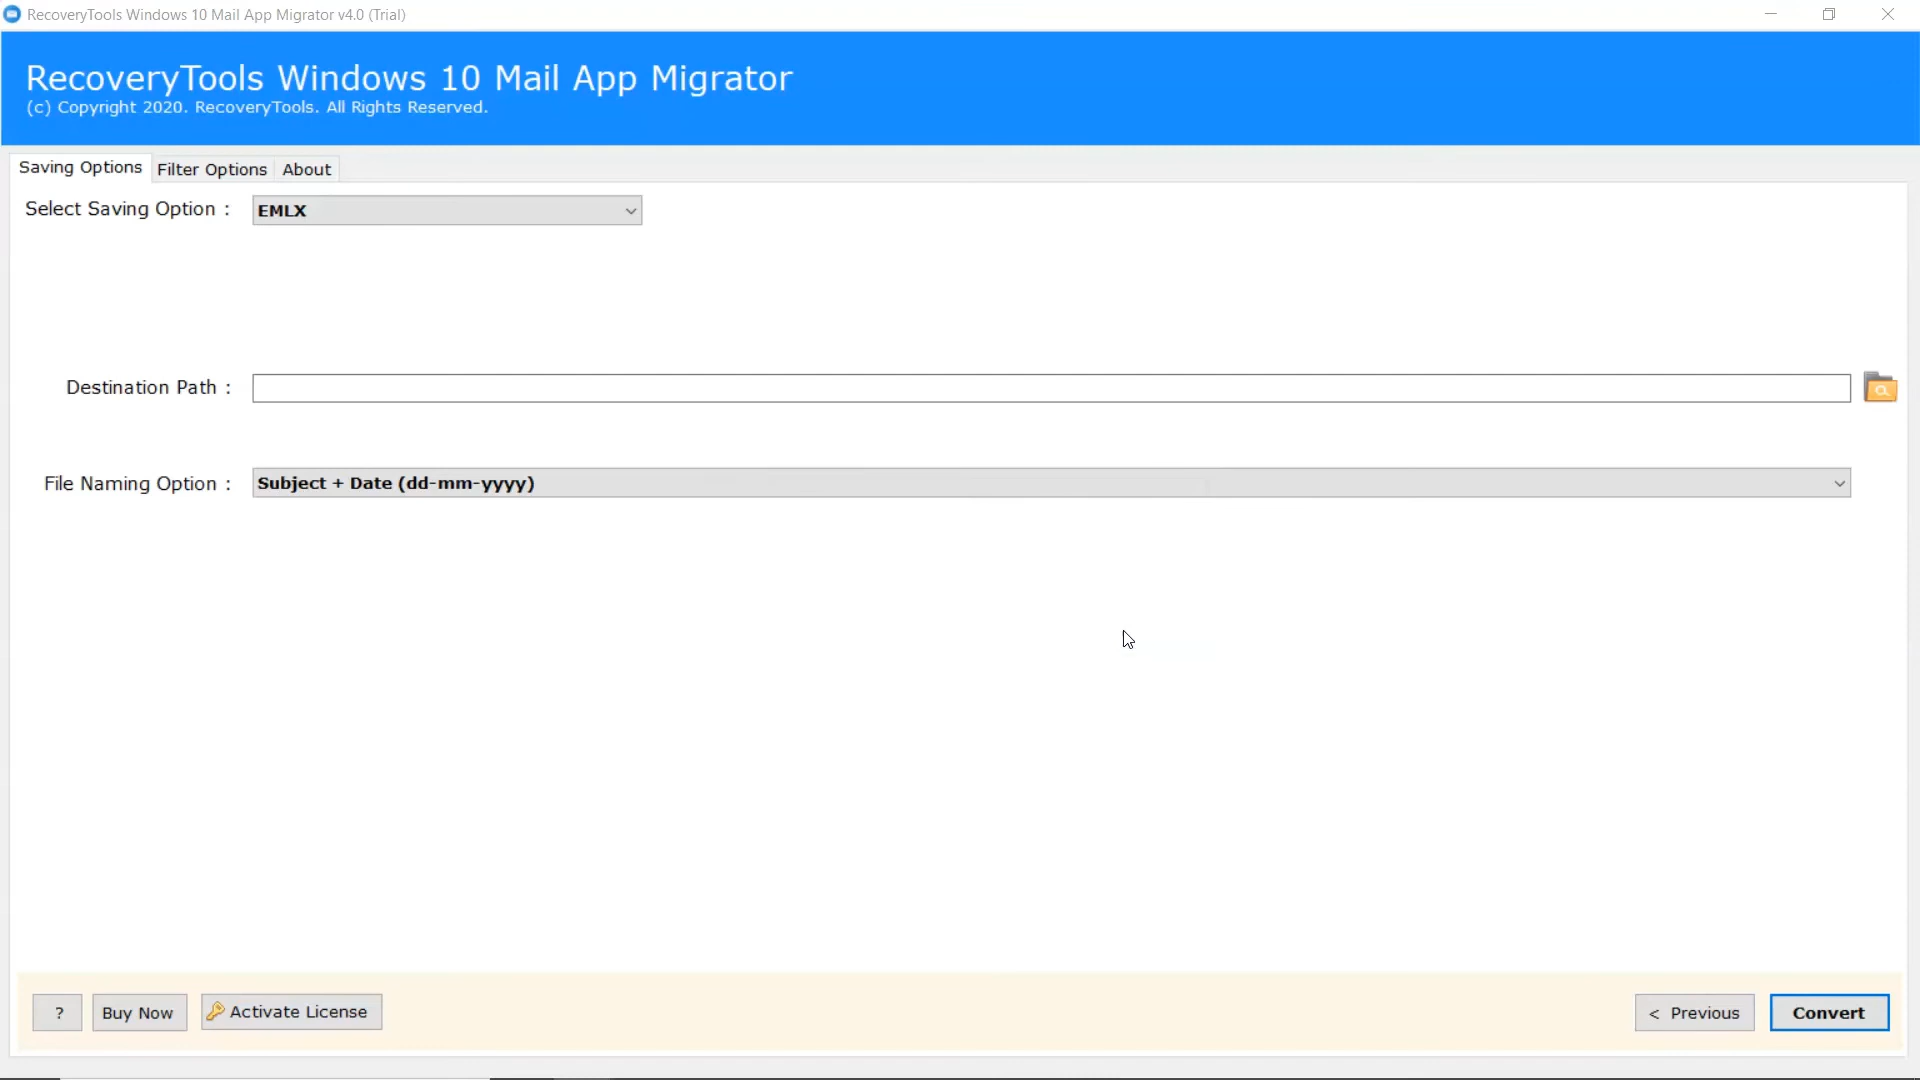 RecoveryTools Windows 10 Mail App Migrator v4.0 (Trial)
RecoveryTools Windows 10 Mail App Migrator
(c) Copyright 2020. RecoveryTools. All Rights Reserved.
Saving Options Filter Options About
Select Saving Option : EMLX
Destination Path :
File Naming Option : Subject + Date (dd-mm-yyyy)
? Buy Now Activate License < Previous Convert